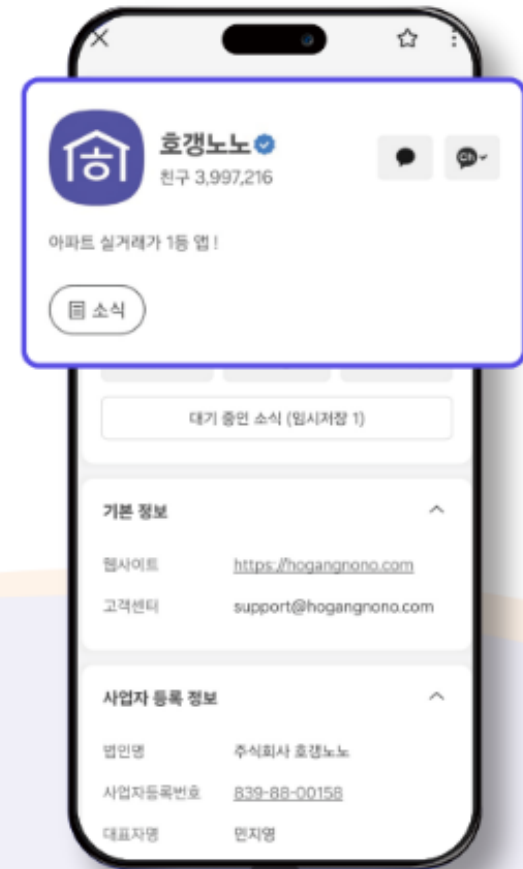 호갱노노
친구 3,997,216
Ch
아파트 실거래가 1등 앱 !
소식
대기 중인 소식 (임시저장 1)
기본 정보
웹사이트 https://hogangnono.com
고객센터 support@hogangnono.com
사업자 등록 정보
법인명 주식회사 호갱노노
사업자등록번호 839-88-00158
대표자명 민지영